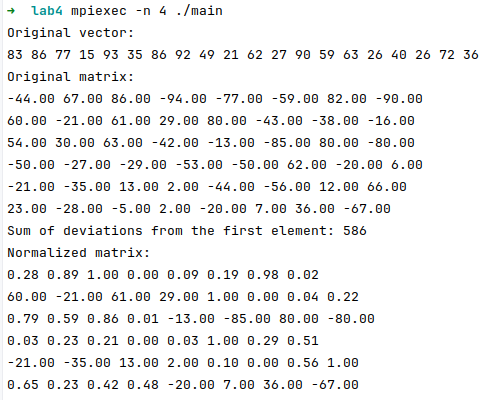 ➜ lab4 mpiexec -n 4 ./main
Original vector:
83 86 77 15 93 35 86 92 49 21 62 27 90 59 63 26 40 26 72 36
Original matrix:
-44.00 67.00 86.00 -94.00 -77.00 -59.00 82.00 -90.00
60.00 -21.00 61.00 29.00 80.00 -43.00 -38.00 -16.00
54.00 30.00 63.00 -42.00 -13.00 -85.00 80.00 -80.00
-50.00 -27.00 -29.00 -53.00 -50.00 62.00 -20.00 6.00
-21.00 -35.00 13.00 2.00 -44.00 -56.00 12.00 66.00
23.00 -28.00 -5.00 2.00 -20.00 7.00 36.00 -67.00
Sum of deviations from the first element: 586
Normalized matrix:
0.28 0.89 1.00 0.00 0.09 0.19 0.98 0.02
60.00 -21.00 61.00 29.00 1.00 0.00 0.04 0.22
0.79 0.59 0.86 0.01 -13.00 -85.00 80.00 -80.00
0.03 0.23 0.21 0.00 0.03 1.00 0.29 0.51
-21.00 -35.00 13.00 2.00 0.10 0.00 0.56 1.00
0.65 0.23 0.42 0.48 -20.00 7.00 36.00 -67.00